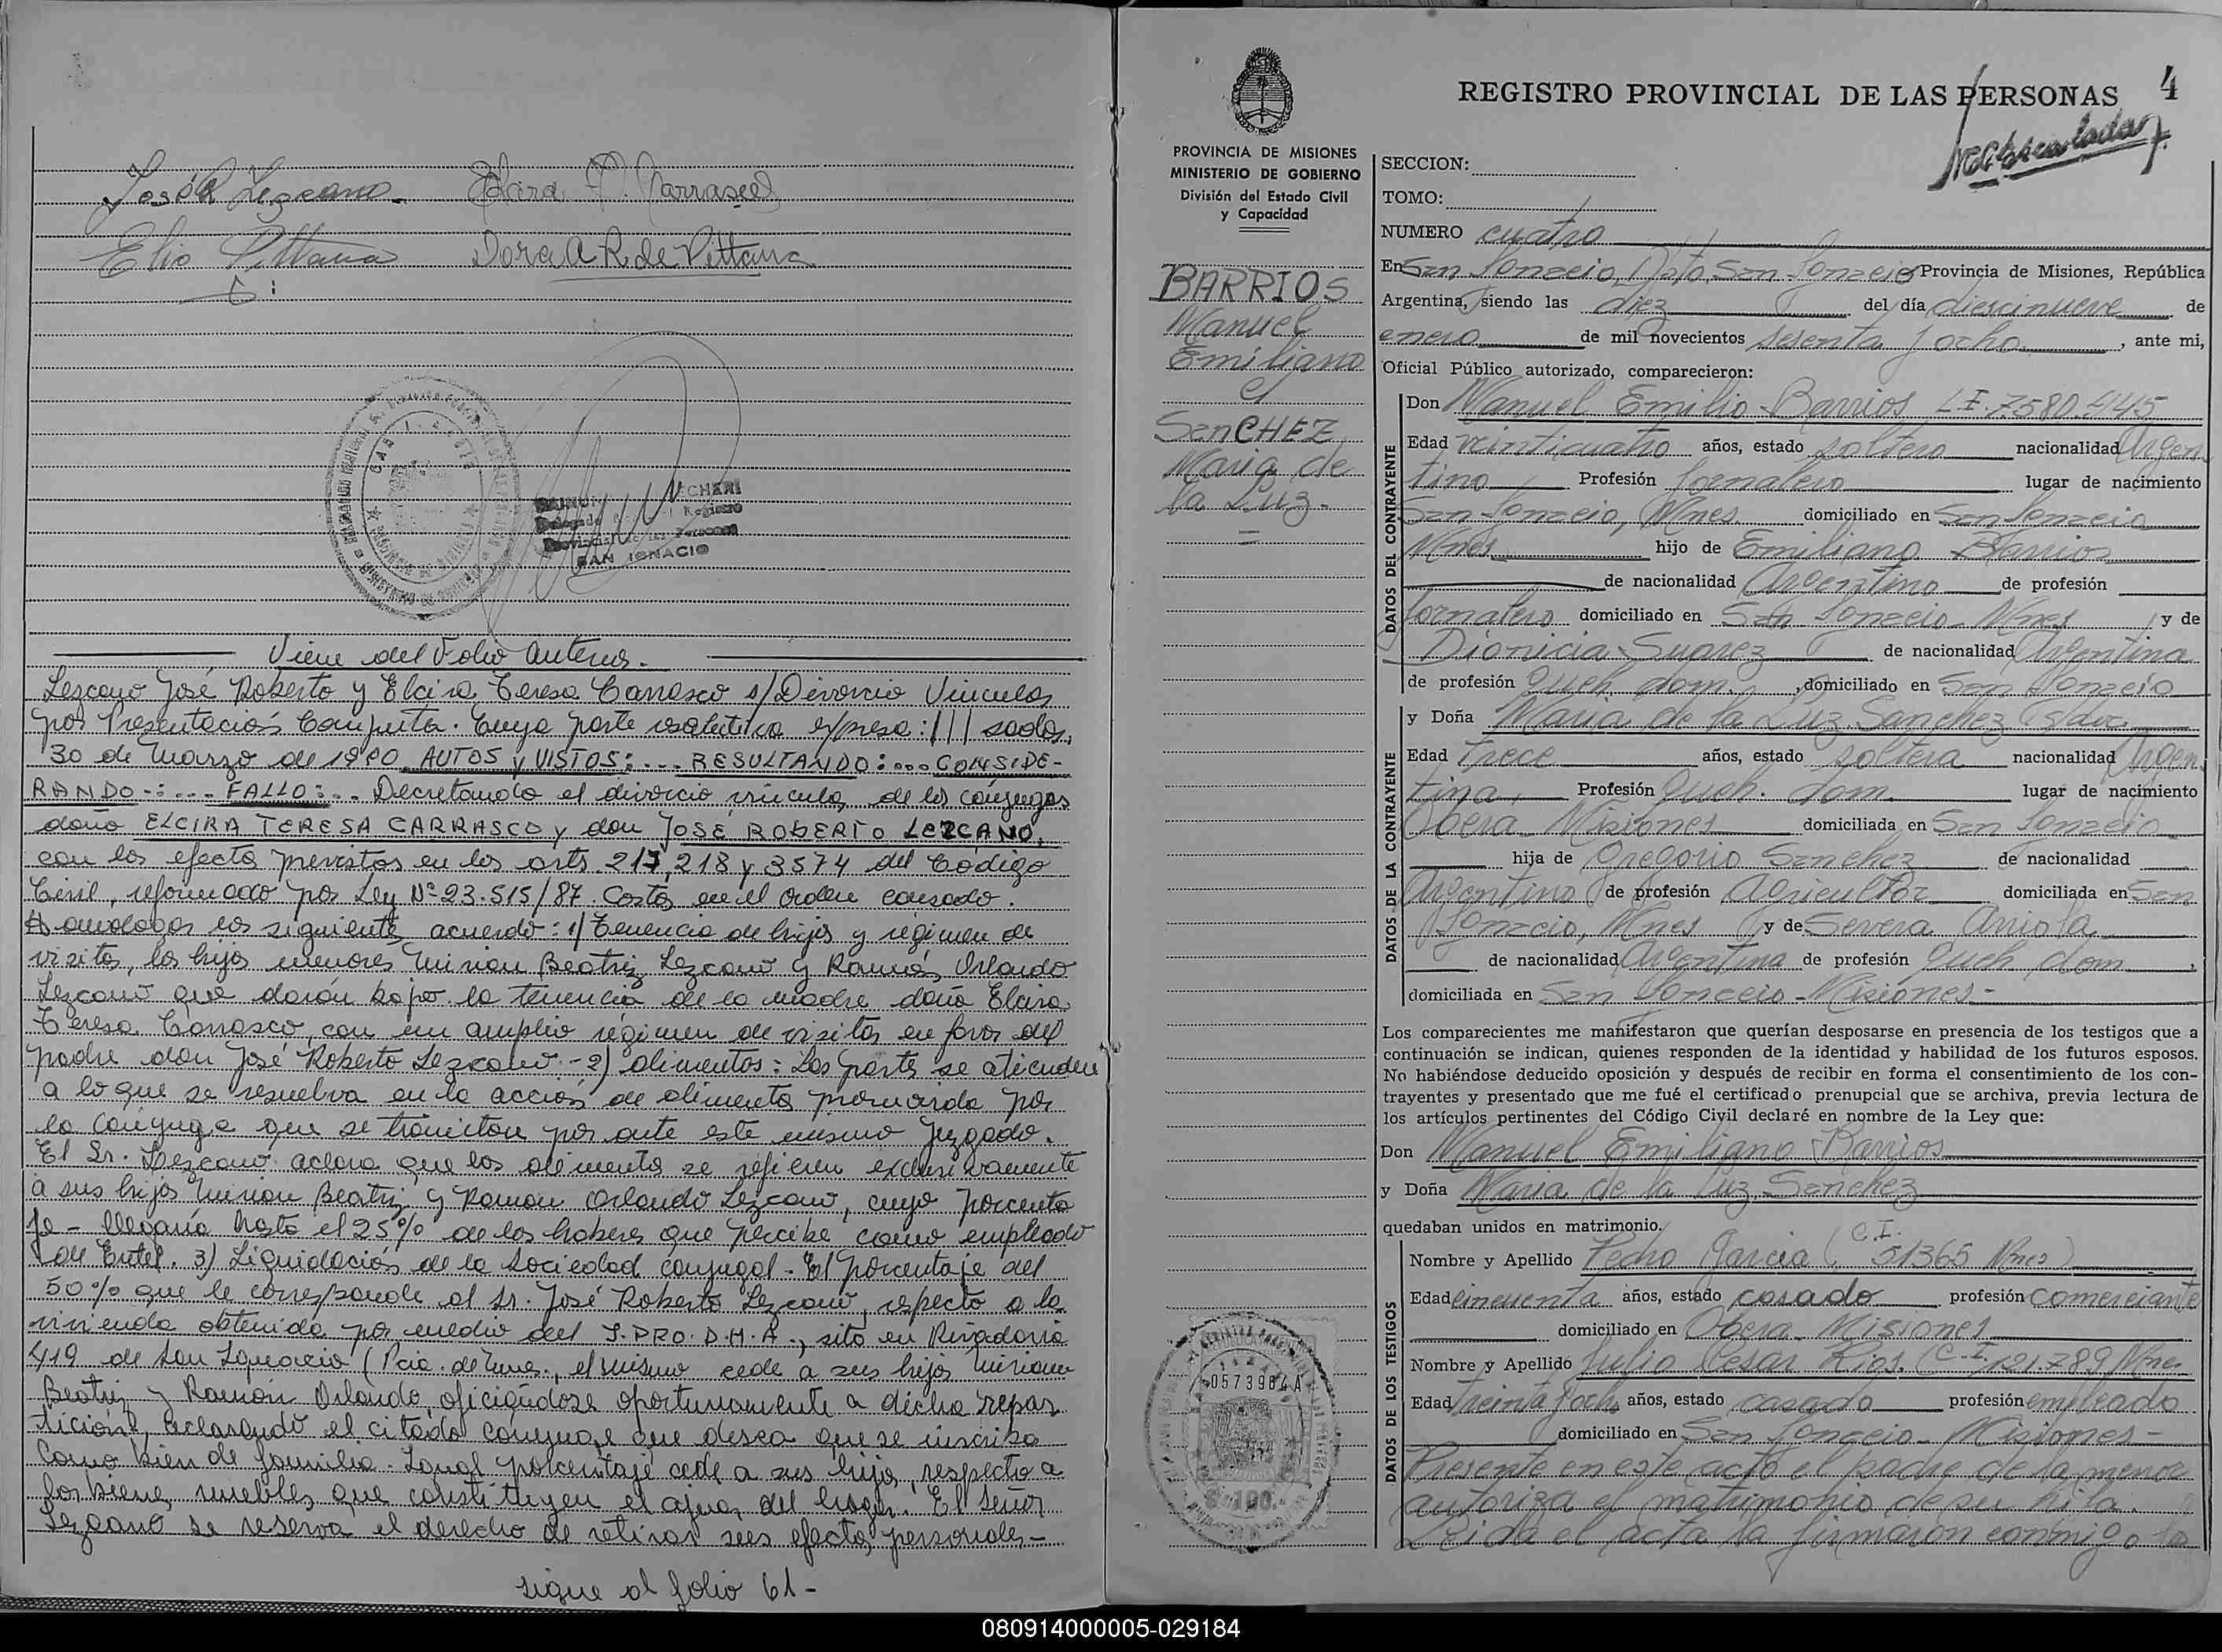 José R Lezcano. Elcira T. Carrasco
Elio Pittana Dora A R de Pittana
SAN IGNACIO
Viene del Folio anterior.
Lezcano José Roberto y Elcira Teresa Carrasco s/ Divorcio Vincular
por Presentación Conjunta. Cuya parte resolutiva expresa: ///sadas,
30 de Marzo de 1990. AUTOS y VISTOS: ... RESULTANDO: ... CONSIDE-
RANDO-: ... FALLO: .. Decretando el divorcio vincular de los cónyuges
doña ELCIRA TERESA CARRASCO y don JOSÉ ROBERTO LEZCANO,
con los efectos previstos en los arts. 217, 218 y 3574 del Código
Civil, reformado por Ley Nº 23.515/87. Costas en el orden causado.
Homologar los siguientes acuerdo: 1) Tenencia de hijos y régimen de
visitas, los hijos menores Mirian Beatriz Lezcano y Ramón Orlando
Lezcano que darán bajo la tenencia de la madre doña Elcira
Teresa Carrasco, con un amplio régimen de visitas en favor del
padre don José Roberto Lezcano.- 2) Alimentos: Las partes se atienden
a lo que se resuelva en la acción de alimentos promovida por
la cónyuge que se tramitan por ante este mismo Juzgado.
El Sr. Lezcano aclara que los alimentos se refieren exclusivamente
a sus hijos Mirian Beatriz y Ramon Orlando Lezcano, cuyo porcenta
je - llegaría hasta el 25% de los haberes que percibe como empleado
de Entel. 3) Liquidación de la Sociedad conyugal - El porcentaje del
50% que le corresponde al Sr. José Roberto Lezcano, respecto a la
vivienda obtenida por medio del I.PRO.D.H.A., sito en Rivadavia
419 de San Ignacio (Pcia. de Mnes., el mismo cede a sus hijos Mirian
Beatriz y Ramón Orlando, oficiándose oportunamente a dicha repar
tición, aclarando el citado cónyuge que desea que se inscriba
como bien de familia. Igual porcentaje cede a sus hijos, respecto a
los bienes muebles que constituyen el ajuar del hogar. El señor
Lezcano se reserva el derecho de retirar sus efectos personales-
sigue al folio 61-
PROVINCIA DE MISIONES
MINISTERIO DE GOBIERNO
División del Estado Civil
y Capacidad
BARRIOS
Manuel
Emiliano
y
SanCHEZ
Maria de
la Luz-
0573964A
REGISTRO PROVINCIAL DE LAS PERSONAS 4
SECCION:
TOMO:
NUMERO cuatro
En San Ignacio, Dpto. San Ignacio Provincia de Misiones, República
Argentina, siendo las diez del día diescinueve de
enero de mil novecientos sesenta y ocho, ante mi,
Oficial Público autorizado, comparecieron:
DATOS DEL CONTRAYENTE
Don Manuel Emilio Barrios L.E. 7580.445
Edad veinticuatro años, estado soltero nacionalidad Argen
tino Profesión Jornalero lugar de nacimiento
San Ignacio, Mnes domiciliado en San Ignacio
Mnes hijo de Emiliano Barrios
de nacionalidad Argentino de profesión
Jornalero domiciliado en San Ignacio- Mnes y de
Dionicia Suarez de nacionalidad Argentina
de profesión Queh. dom., domiciliado en San Ignacio
DATOS DE LA CONTRAYENTE
y Doña Maria de la Luz Sanchez
Edad Trece años, estado soltera nacionalidad Argen
tina, Profesión Queh. dom. lugar de nacimiento
Obera- Misiones domiciliada en San Ignacio
hija de Gregorio Sanchez de nacionalidad
Argentino de profesión Agricultor domiciliada en San
Ignacio, Mnes y de Severa Arriola
de nacionalidad Argentina de profesión Queh. dom.,
domiciliada en San Ignacio - Misiones-
Los comparecientes me manifestaron que querían desposarse en presencia de los testigos que a
continuación se indican, quienes responden de la identidad y habilidad de los futuros esposos.
No habiéndose deducido oposición y después de recibir en forma el consentimiento de los con-
trayentes y presentado que me fué el certificado prenupcial que se archiva, previa lectura de
los artículos pertinentes del Código Civil declaré en nombre de la Ley que:
Don Manuel Emiliano Barrios
y Doña Maria de la Luz Sanchez
quedaban unidos en matrimonio.
DATOS DE LOS TESTIGOS
Nombre y Apellido Pedro Garcia (C.I. 51365 Mnes)
Edad cincuenta años, estado casado profesión comerciante
domiciliado en Obera- Misiones
Nombre y Apellido Julio Cesar Rios. (C-I. 121.789 Mne.
Edad treinta y ocho años, estado casado profesión empleado
domiciliado en San Ignacio- Misiones-
Presente en este acto el padre de la menor
autoriza el matrimonio de su hija.
Leida el acta la firmaron conmigo los
080914000005-029184